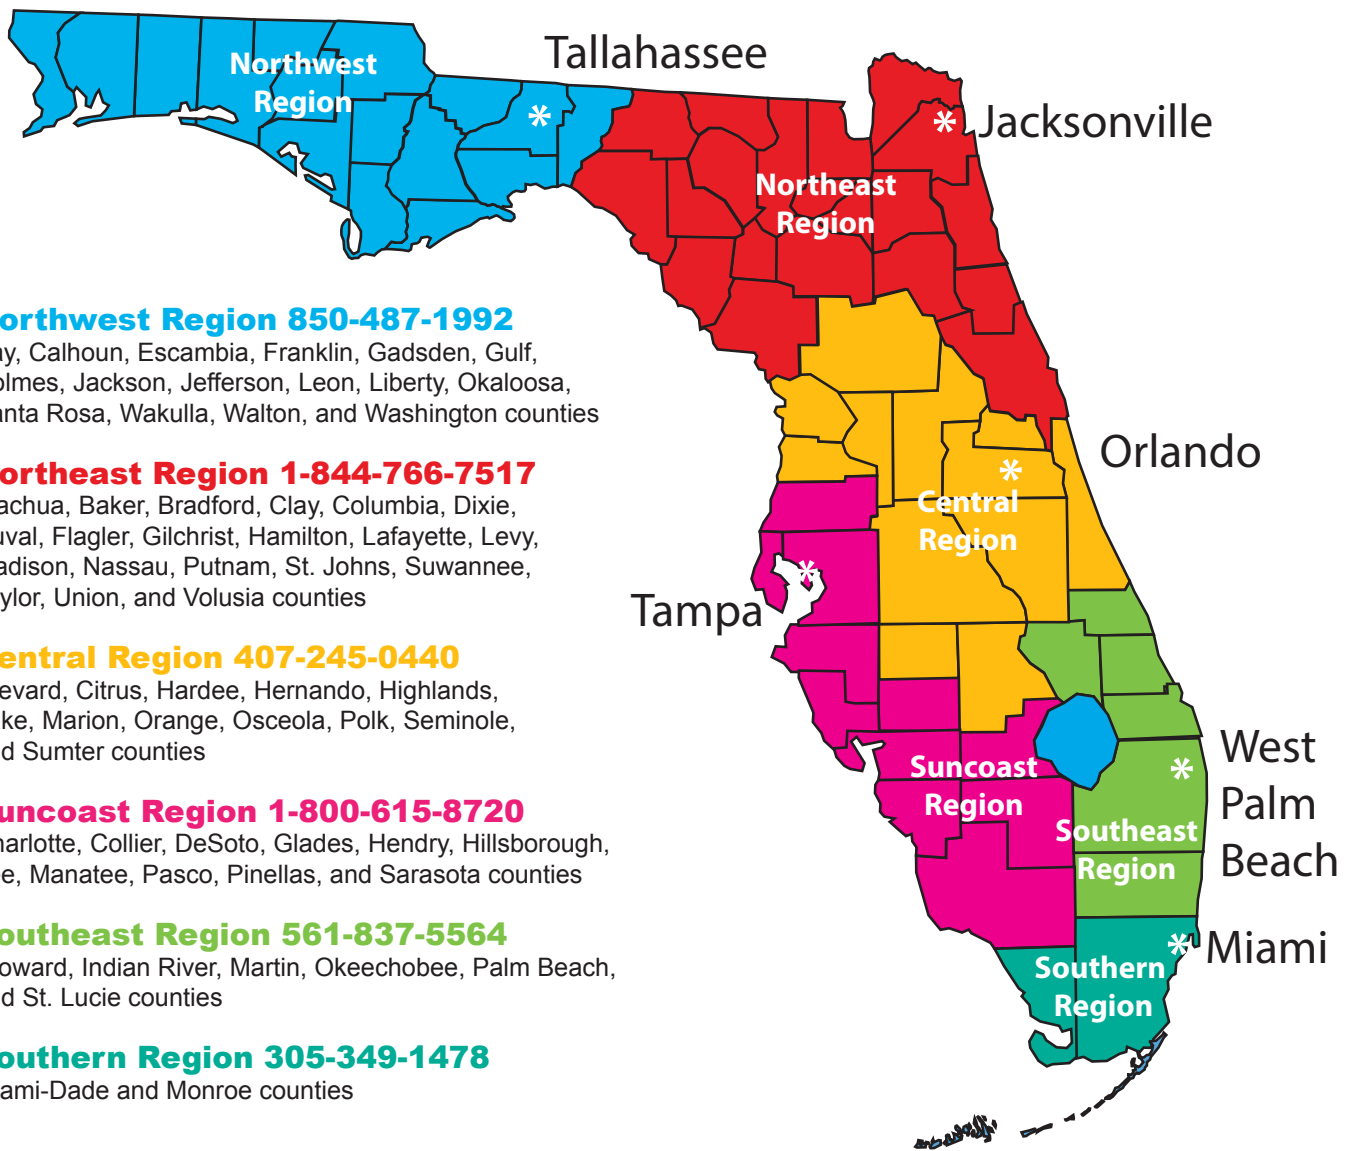 Tallahassee
Northwest
Region
Jacksonville
Northeast
Region
orthwest Region 850-487-1992
ay, Calhoun, Escambia, Franklin, Gadsden, Gulf,
olmes, Jackson, Jefferson, Leon, Liberty, Okaloosa,
anta Rosa, Wakulla, Walton, and Washington counties
ortheast Region 1-844-766-7517
achua, Baker, Bradford, Clay, Columbia, Dixie,
uval, Flagler, Gilchrist, Hamilton, Lafayette, Levy,
adison, Nassau, Putnam, St. Johns, Suwannee,
ylor, Union, and Volusia counties
entral Region 407-245-0440
evard, Citrus, Hardee, Hernando, Highlands,
ke, Marion, Orange, Osceola, Polk, Seminole,
d Sumter counties
uncoast Region 1-800-615-8720
harlotte, Collier, DeSoto, Glades, Hendry, Hillsborough,
e, Manatee, Pasco, Pinellas, and Sarasota counties
outheast Region 561-837-5564
oward, Indian River, Martin, Okeechobee, Palm Beach,
d St. Lucie counties
outhern Region 305-349-1478
ami-Dade and Monroe counties
Orlando
Central
Region
Tampa
Suncoast
Region
West
Palm
Beach
Southeast
Region
Miami
Southern
Region